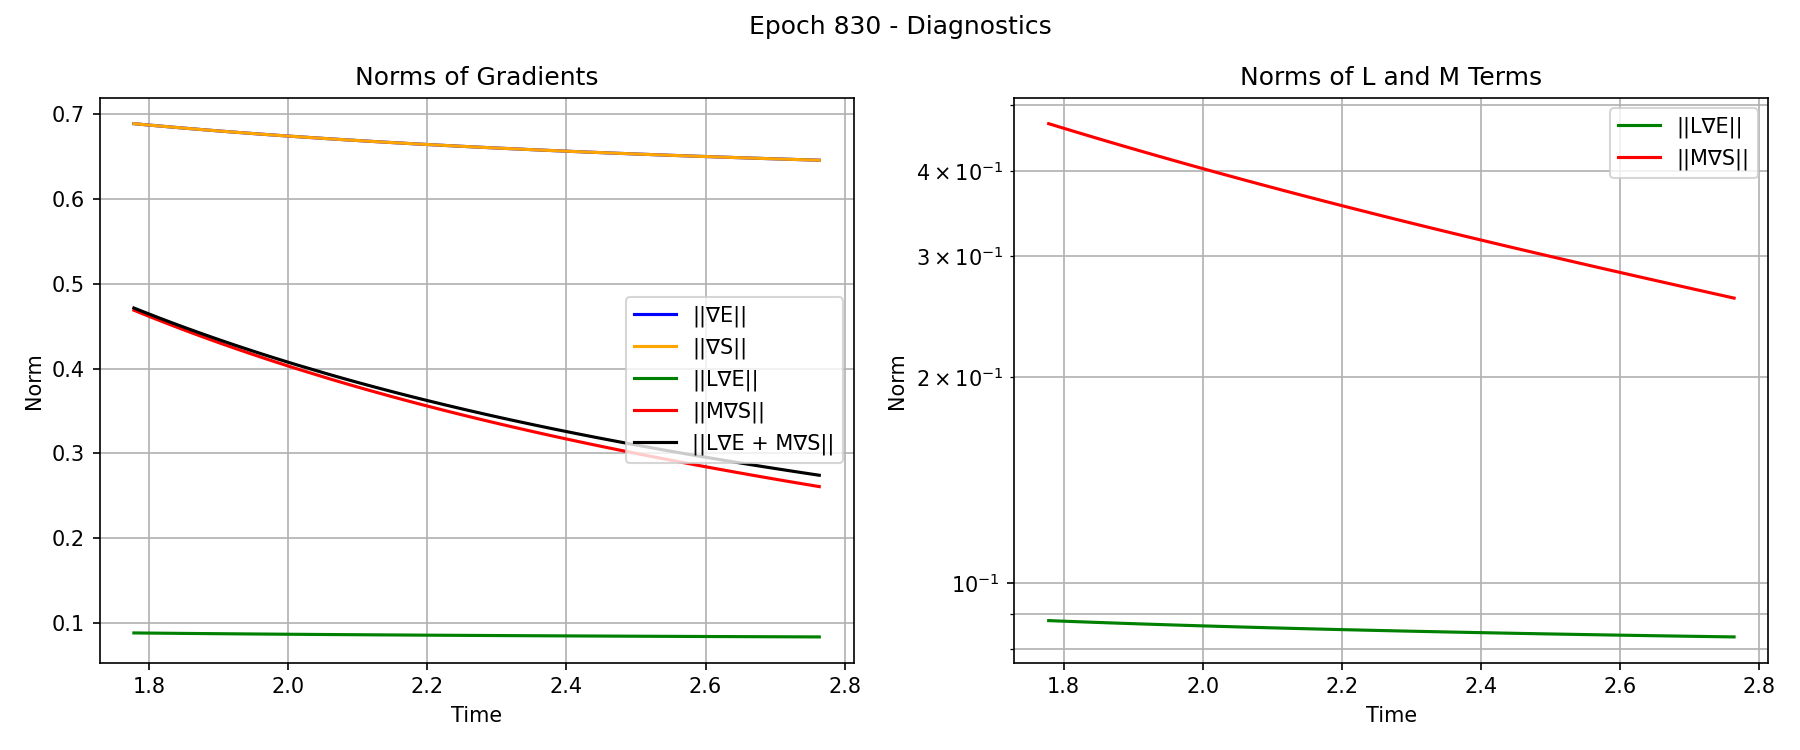 Epoch 830 - Diagnostics
Norms of Gradients
0.7
0.6
0.5
0.4
0.3
0.2
0.1
Norm
1.8 2.0 2.2 2.4 2.6 2.8
Time
||∇E||
||∇S||
||L∇E||
||M∇S||
||L∇E + M∇S||
Norms of L and M Terms
4 × 10⁻¹
3 × 10⁻¹
2 × 10⁻¹
10⁻¹
Norm
1.8 2.0 2.2 2.4 2.6 2.8
Time
||L∇E||
||M∇S||